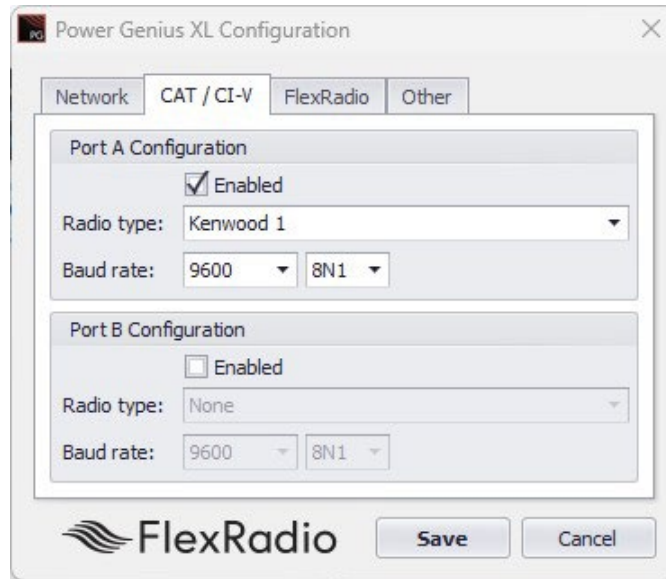 PG
Power Genius XL Configuration
Network CAT / CI-V FlexRadio Other
Port A Configuration
Enabled
Radio type: Kenwood 1
Baud rate: 9600 8N1
Port B Configuration
Enabled
Radio type: None
Baud rate: 9600 8N1
FlexRadio Save Cancel